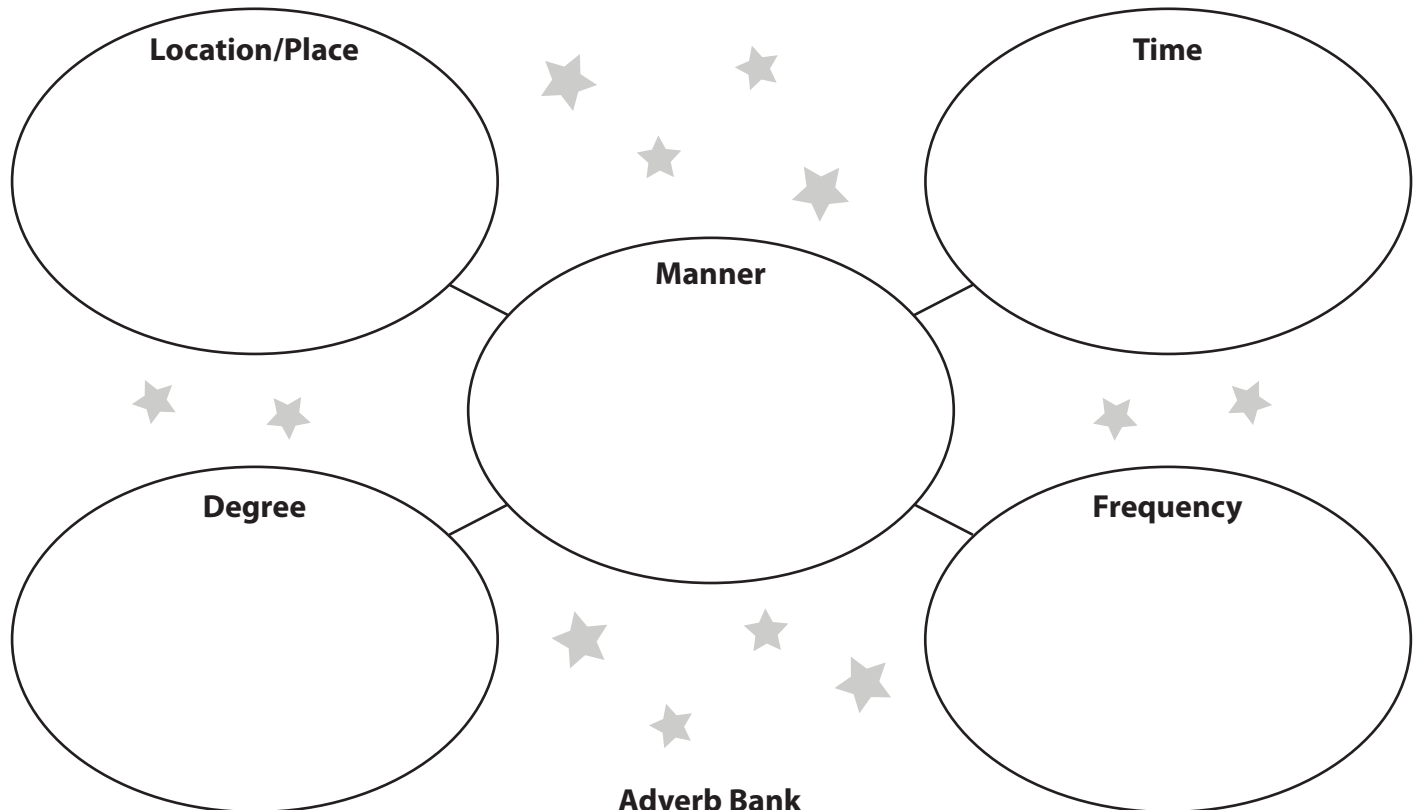 Location/Place
Time
Manner
Degree
Frequency
Adverb Bank